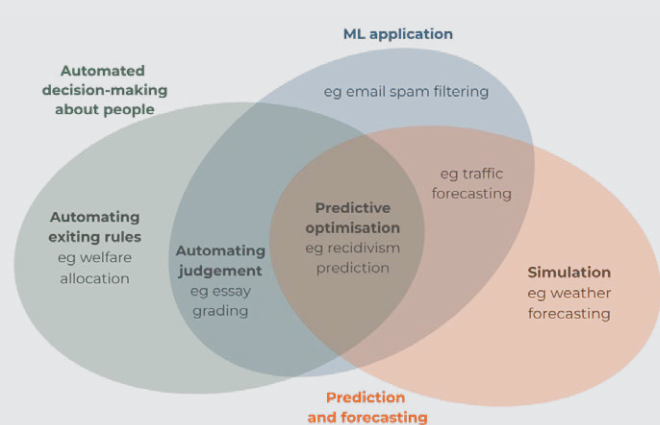 ML application
Automated
decision-making
about people
eg email spam filtering
eg traffic
forecasting
Automating
exiting rules
eg welfare
allocation
Automating
judgement
eg essay
grading
Predictive
optimisation
eg recidivism
prediction
Simulation
eg weather
forecasting
Prediction
and forecasting